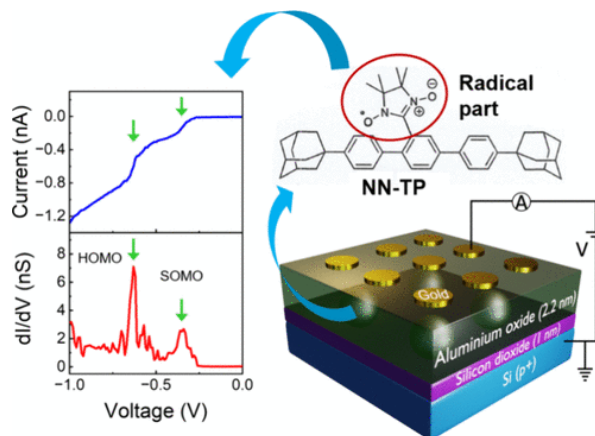 Current (nA)
0.0
-0.4
-0.8
-1.2
dI/dV (nS)
8
6
4
2
0
HOMO
SOMO
-1.0
-0.5
0.0
Voltage (V)
Radical
part
O
N
N
O
NN-TP
A
V
Gold
Aluminium oxide (2.2 nm)
Silicon dioxide (1 nm)
Si (p+)